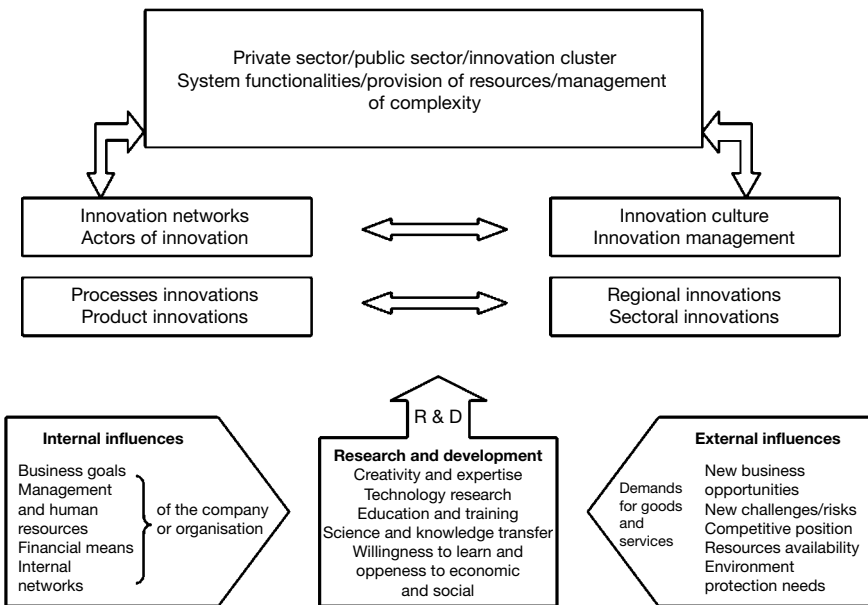 Private sector/public sector/innovation cluster
System functionalities/provision of resources/management
of complexity
Innovation networks
Actors of innovation
Innovation culture
Innovation management
Processes innovations
Product innovations
Regional innovations
Sectoral innovations
R & D
Internal influences
Business goals
Management
and human
resources
Financial means
Internal
networks
of the company
or organisation
Research and development
Creativity and expertise
Technology research
Education and training
Science and knowledge transfer
Willingness to learn and
oppeness to economic
and social
External influences
Demands
for goods
and
services
New business
opportunities
New challenges/risks
Competitive position
Resources availability
Environment
protection needs